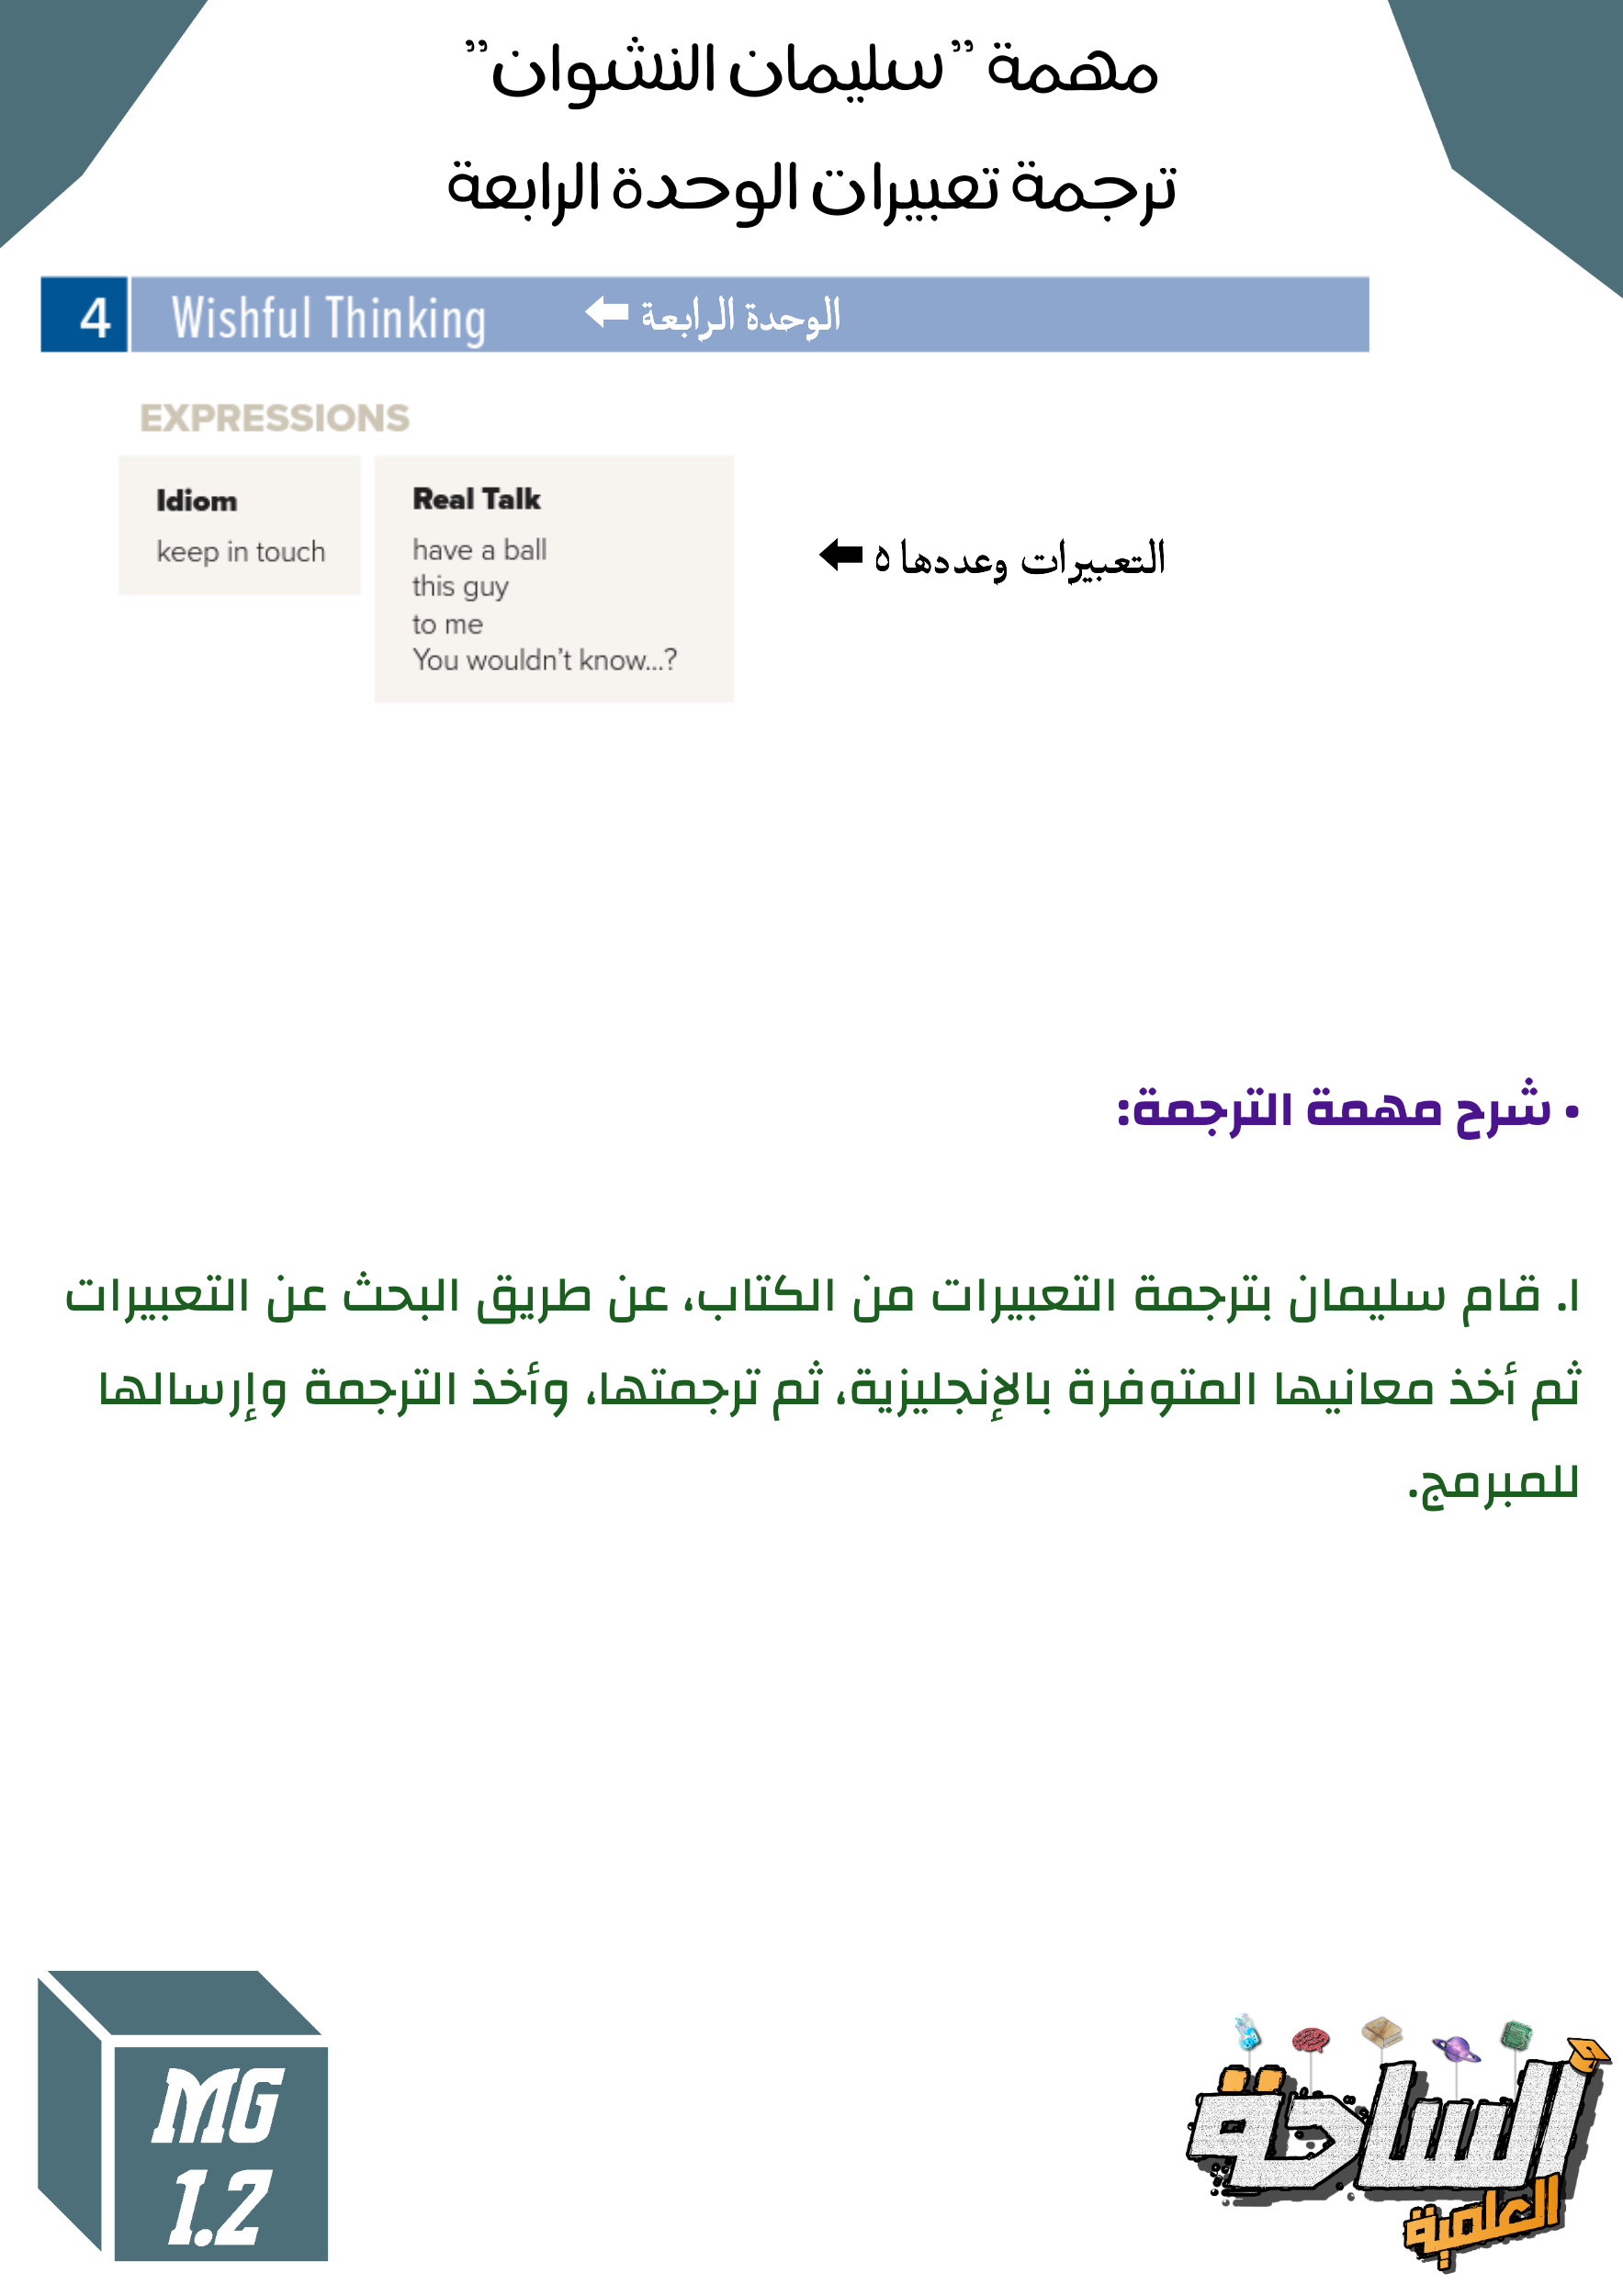 مهمة "سليمان النشوان"
ترجمة تعبيرات الوحدة الرابعة
4 Wishful Thinking ⬅ الوحدة الرابعة
EXPRESSIONS
Idiom
keep in touch
Real Talk
have a ball
this guy
to me
You wouldn't know...?
التعبيرات وعددها ٥ ⬅
• شرح مهمة الترجمة:
١. قام سليمان بترجمة التعبيرات من الكتاب، عن طريق البحث عن التعبيرات
ثم أخذ معانيها المتوفرة بالإنجليزية، ثم ترجمتها، وأخذ الترجمة وإرسالها
للمبرمج.
MG
1.2
الساحة
العلمية